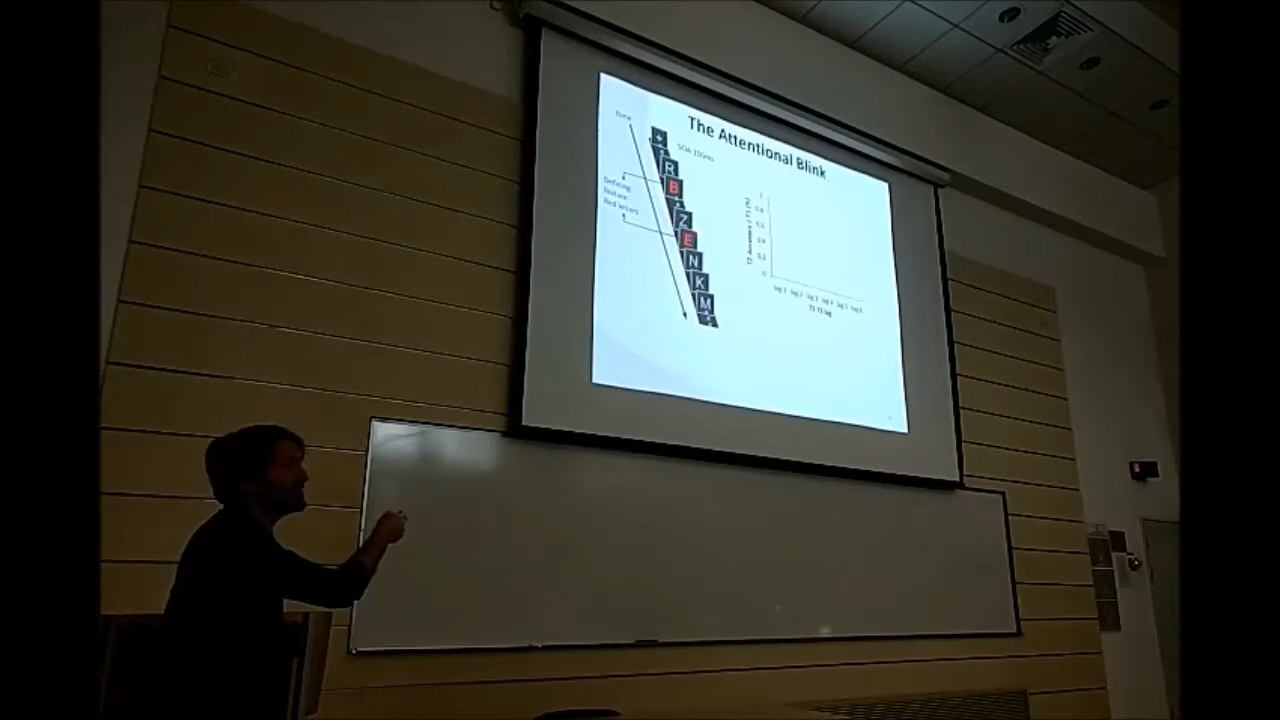 The Attentional Blink
Time
+
SOA 100ms
R
B
Defining
feature:
Red letters
Z
E
N
K
M
T2 Accuracy | T1 (%)
1
0.8
0.6
0.4
0.2
0
lag 1 lag 2 lag 3 lag 4 lag 5 lag 6
T1-T2 lag